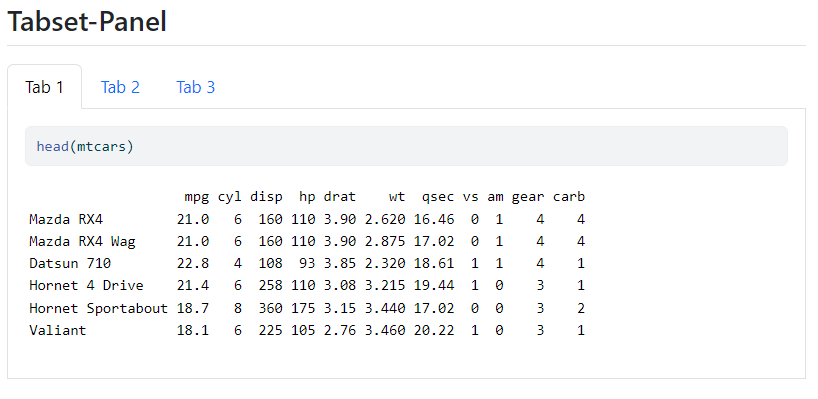 Tabset-Panel
Tab 1 Tab 2 Tab 3
head(mtcars)
mpg cyl disp hp drat wt qsec vs am gear carb
Mazda RX4 21.0 6 160 110 3.90 2.620 16.46 0 1 4 4
Mazda RX4 Wag 21.0 6 160 110 3.90 2.875 17.02 0 1 4 4
Datsun 710 22.8 4 108 93 3.85 2.320 18.61 1 1 4 1
Hornet 4 Drive 21.4 6 258 110 3.08 3.215 19.44 1 0 3 1
Hornet Sportabout 18.7 8 360 175 3.15 3.440 17.02 0 0 3 2
Valiant 18.1 6 225 105 2.76 3.460 20.22 1 0 3 1